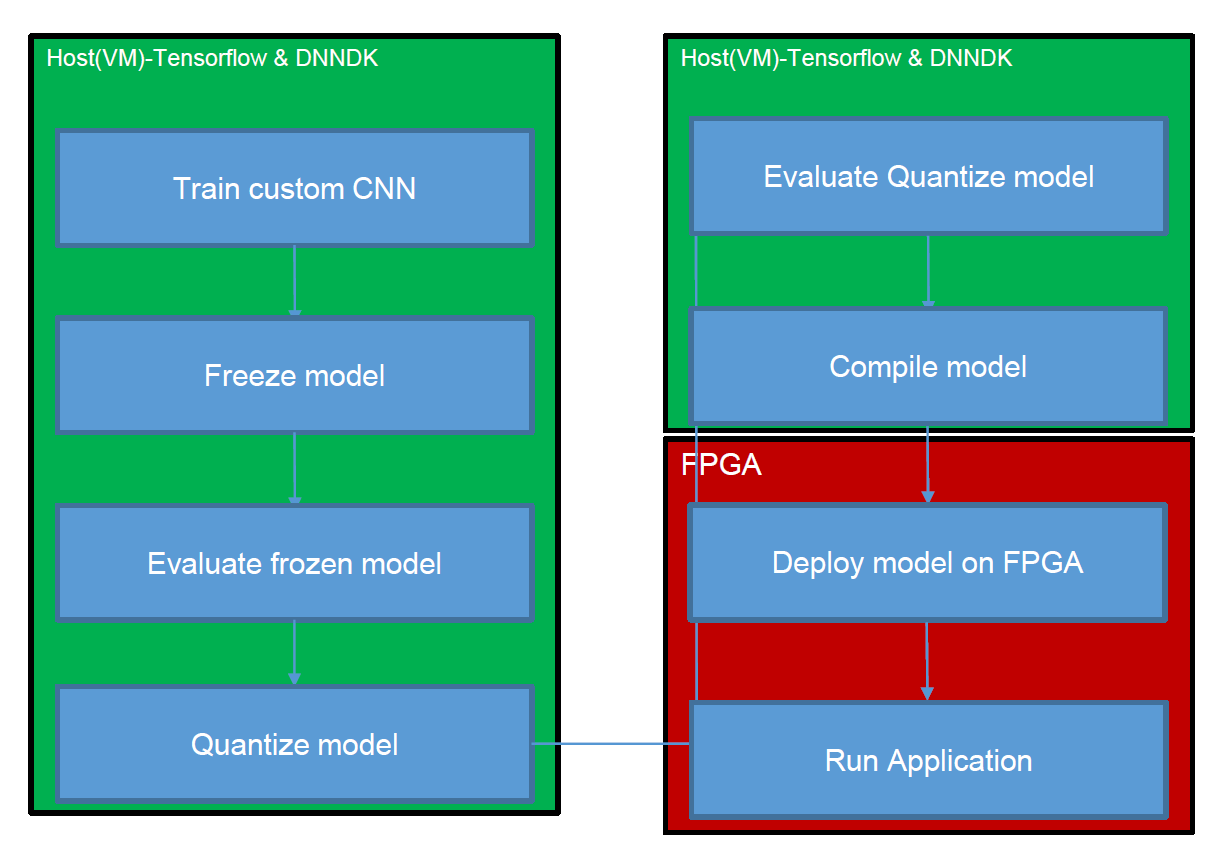 Host(VM)-Tensorflow & DNNDK
Train custom CNN
Freeze model
Evaluate frozen model
Quantize model
Host(VM)-Tensorflow & DNNDK
Evaluate Quantize model
Compile model
FPGA
Deploy model on FPGA
Run Application